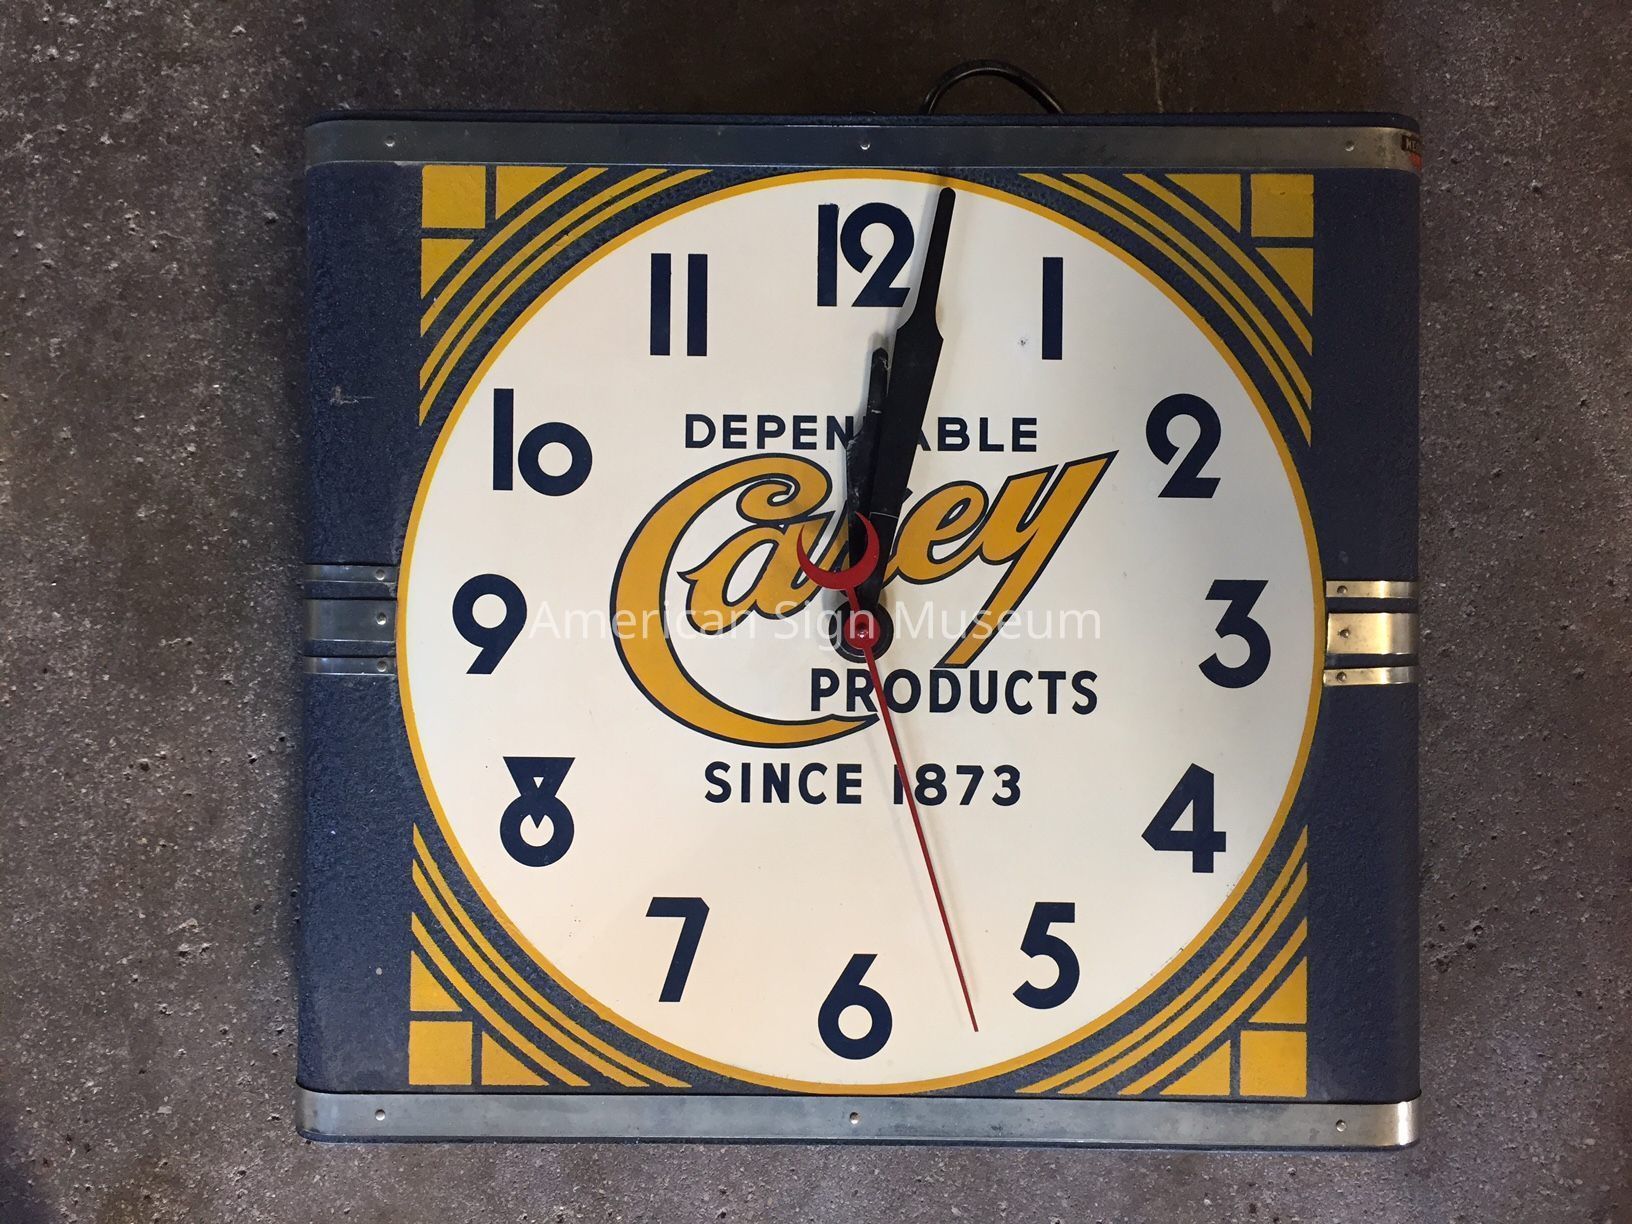 12
11 1
10 2
DEPENDABLE
Carey
9 3
American Sign Museum
PRODUCTS
SINCE 1873
8 4
7 5
6